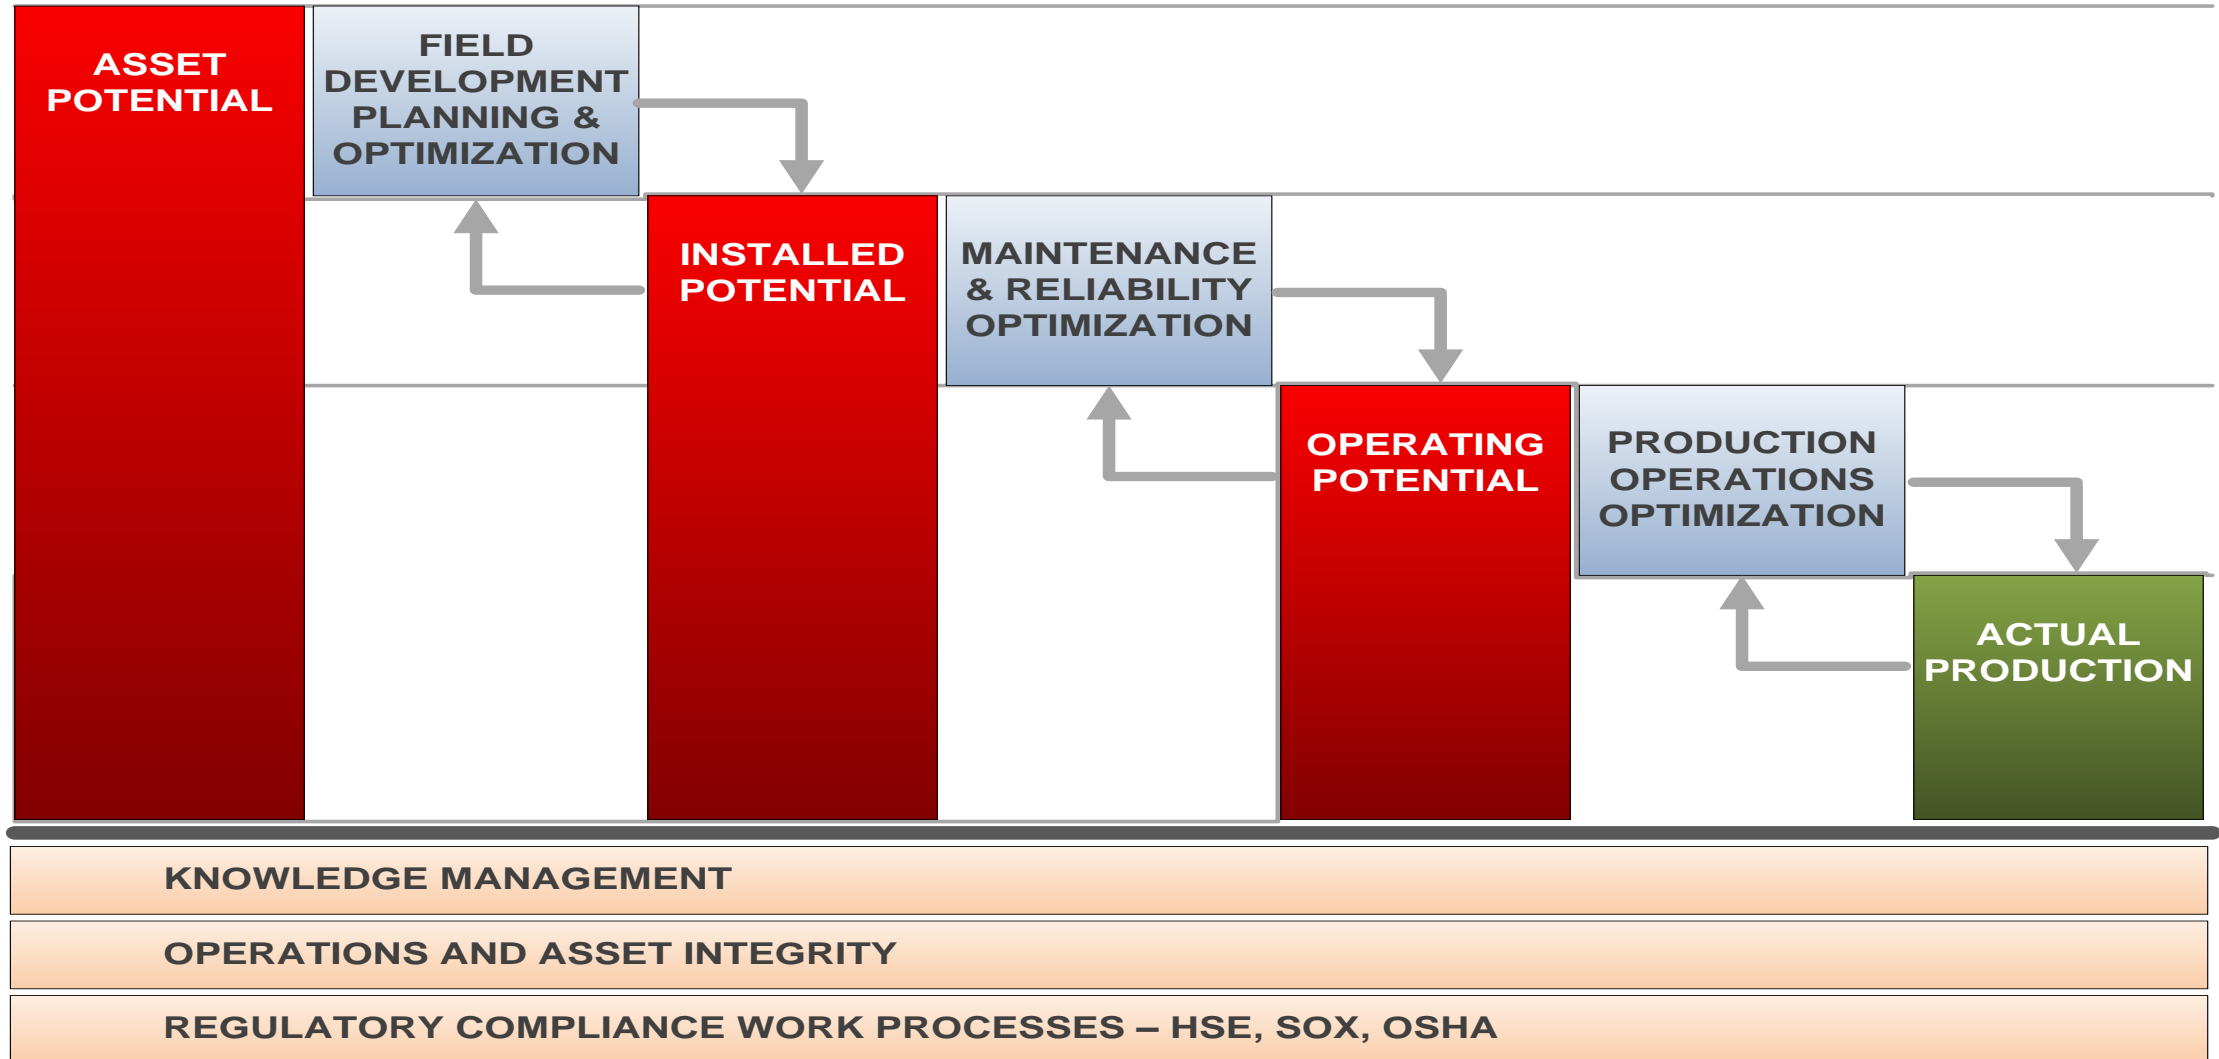 ASSET
POTENTIAL
FIELD
DEVELOPMENT
PLANNING &
OPTIMIZATION
INSTALLED
POTENTIAL
MAINTENANCE
& RELIABILITY
OPTIMIZATION
OPERATING
POTENTIAL
PRODUCTION
OPERATIONS
OPTIMIZATION
ACTUAL
PRODUCTION
KNOWLEDGE MANAGEMENT
OPERATIONS AND ASSET INTEGRITY
REGULATORY COMPLIANCE WORK PROCESSES – HSE, SOX, OSHA